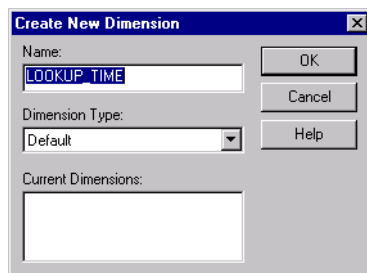 Create New Dimension
Name:
LOOKUP_TIME
OK
Cancel
Dimension Type:
Default
Help
Current Dimensions: